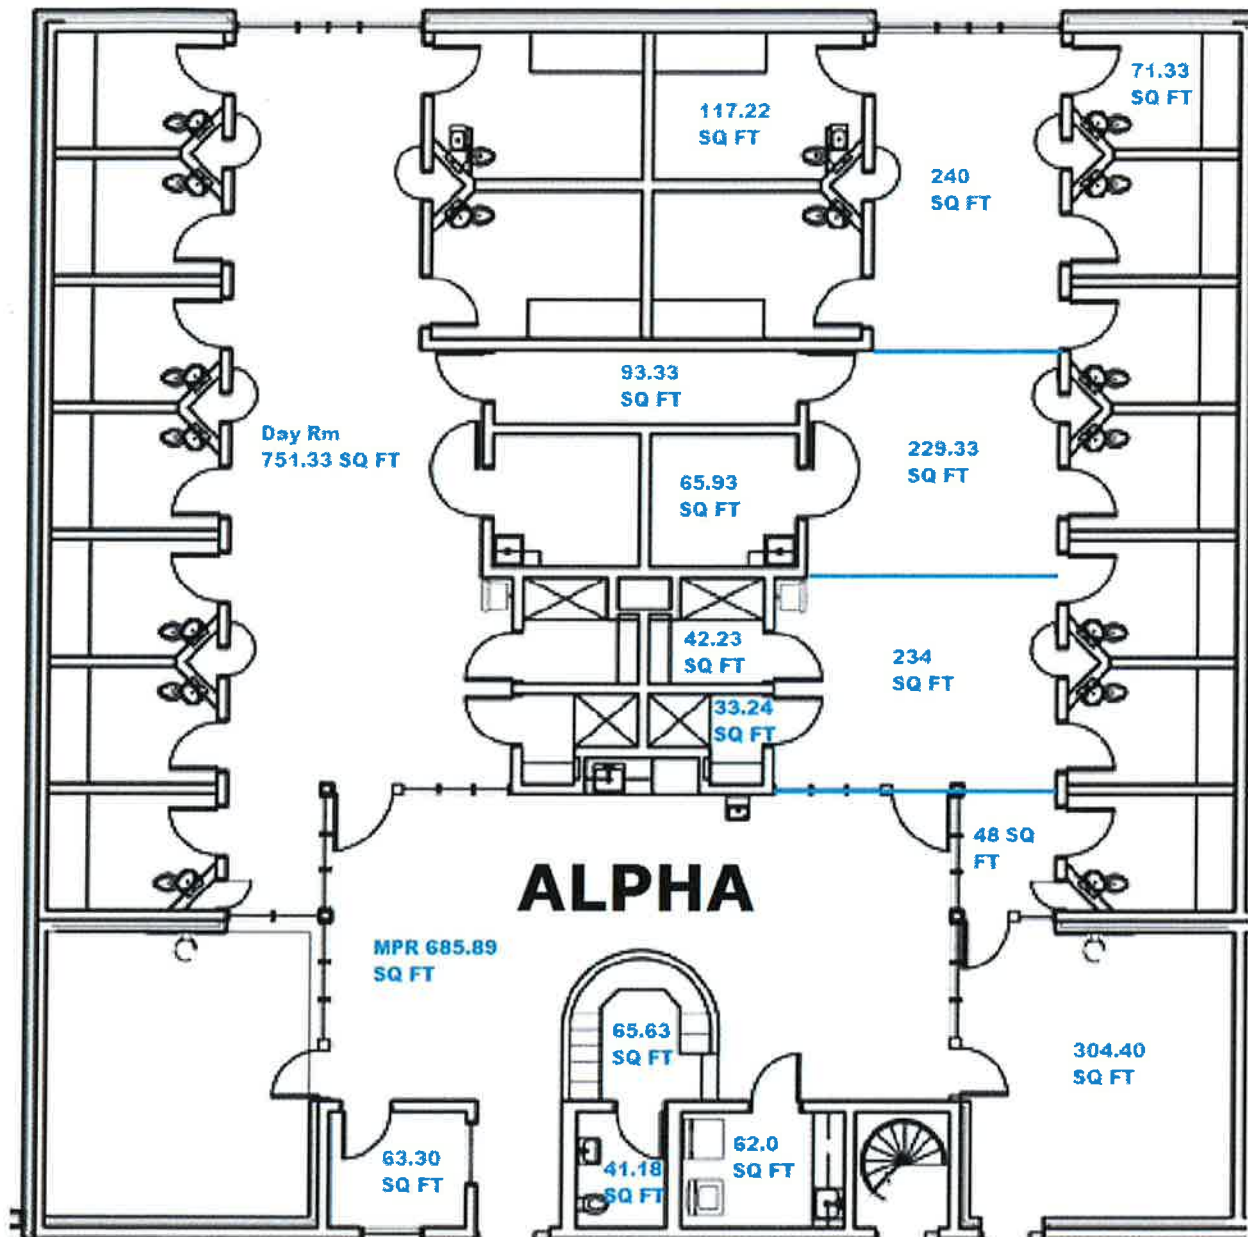 71.33
SQ FT
117.22
SQ FT
240
SQ FT
93.33
SQ FT
Day Rm
751.33 SQ FT
229.33
SQ FT
65.93
SQ FT
42.23
SQ FT
234
SQ FT
33.24
SQ FT
48 SQ
FT
ALPHA
MPR 685.89
SQ FT
65.63
SQ FT
304.40
SQ FT
63.30
SQ FT
41.18
SQ FT
62.0
SQ FT